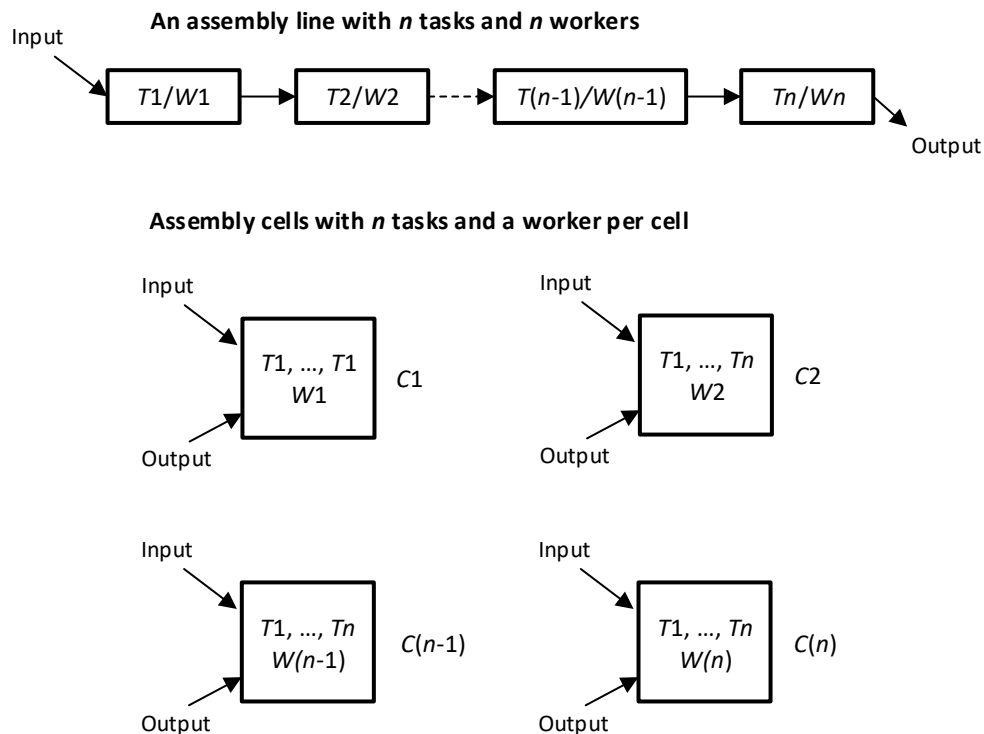 An assembly line with n tasks and n workers
Input
T1/W1
T2/W2
T(n-1)/W(n-1)
Tn/Wn
Output
Assembly cells with n tasks and a worker per cell
Input
T1, ..., T1
W1
C1
Output
Input
T1, ..., Tn
W2
C2
Output
Input
T1, ..., Tn
W(n-1)
C(n-1)
Output
Input
T1, ..., Tn
W(n)
C(n)
Output